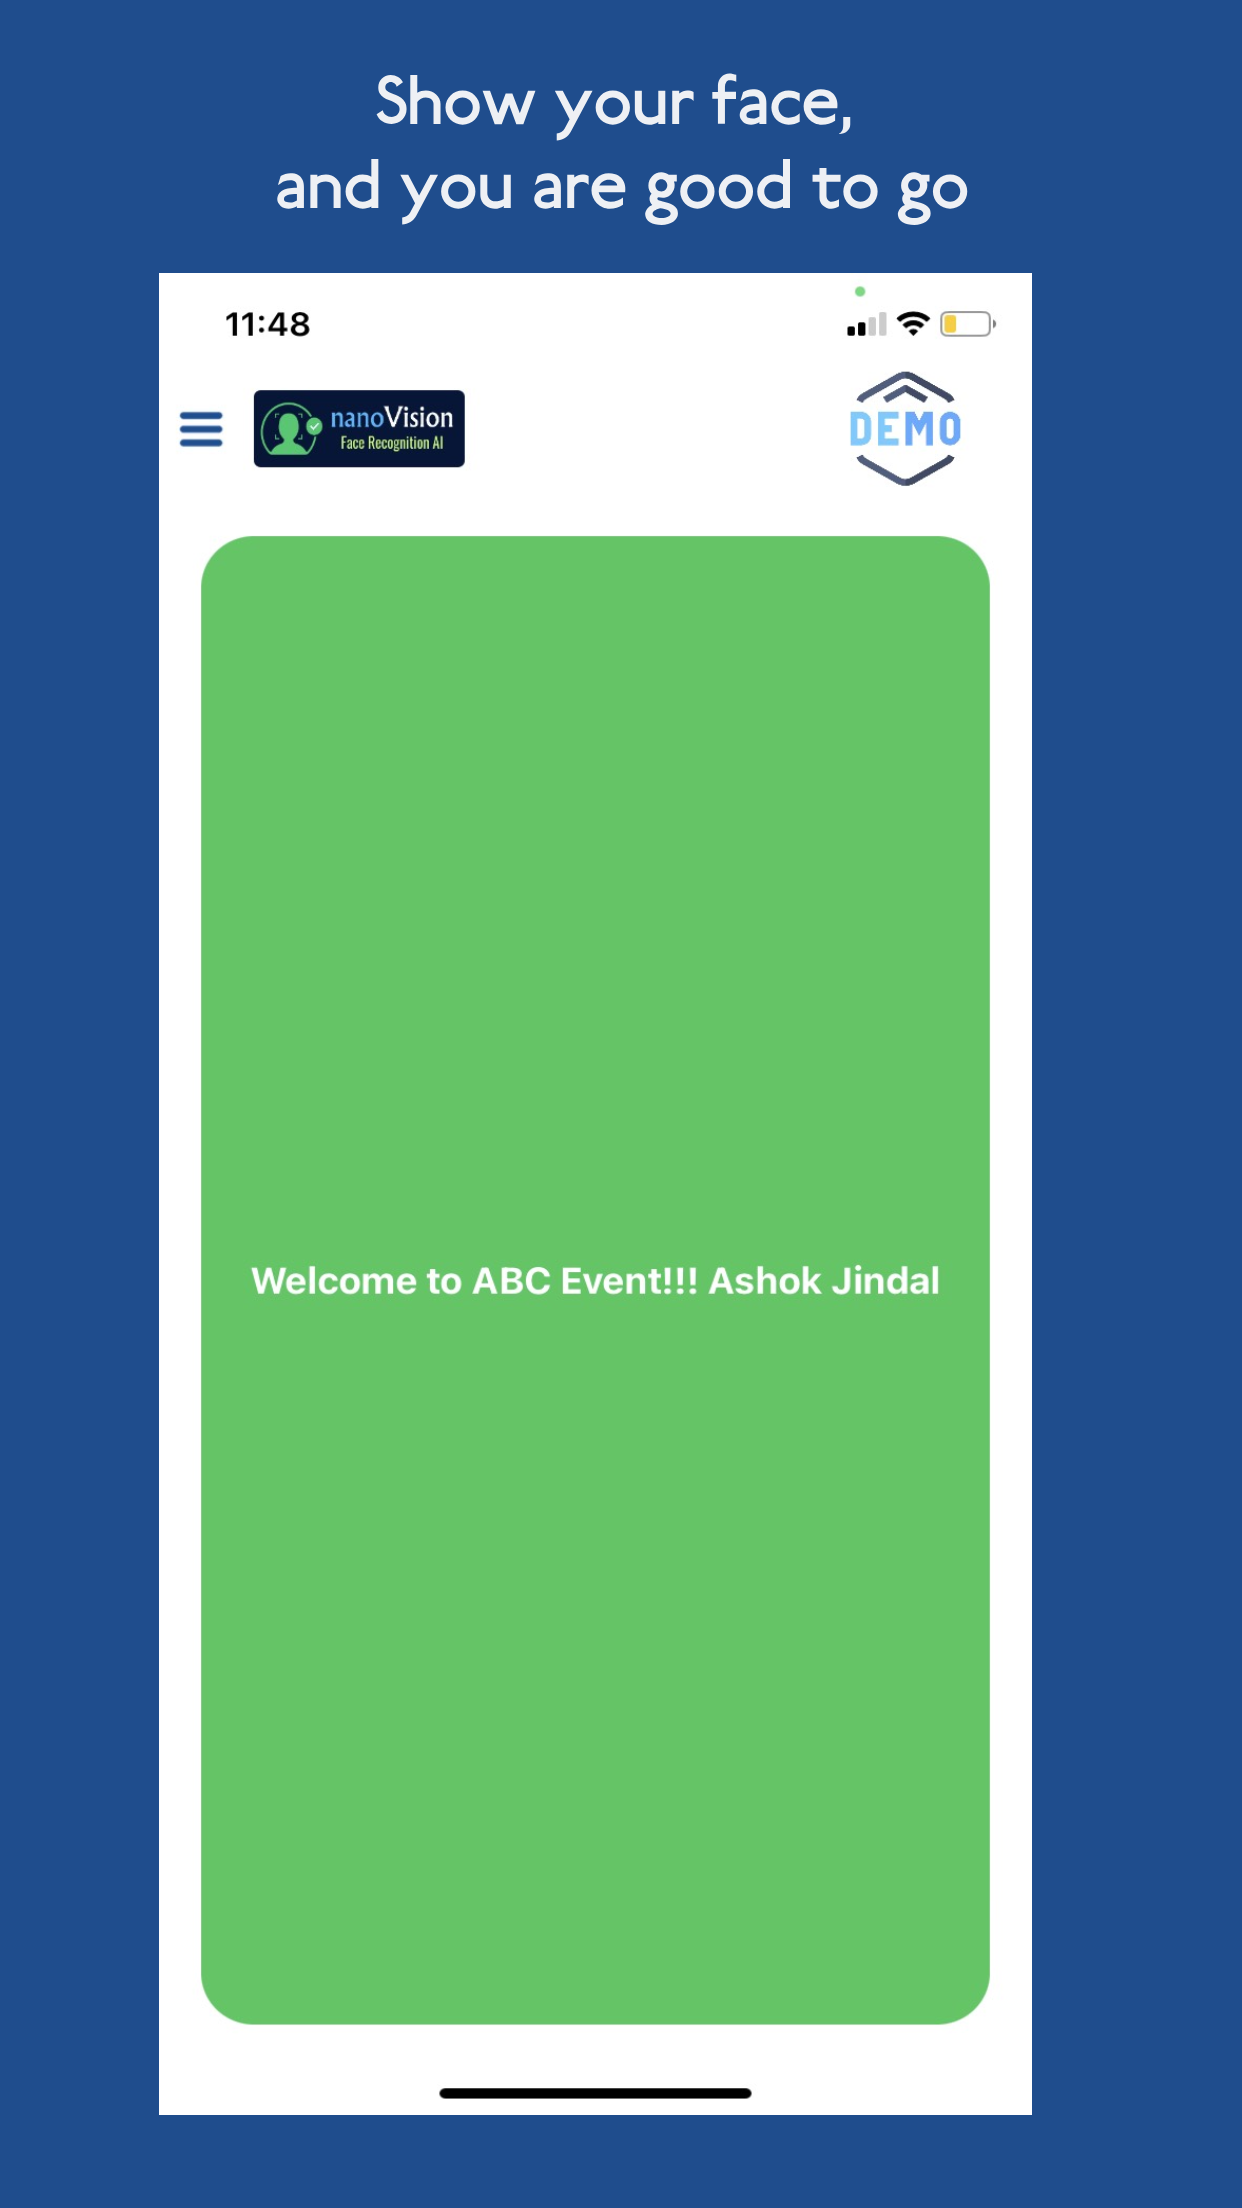 Show your face,
and you are good to go
11:48
nanoVision
Face Recognition AI
DEMO
Welcome to ABC Event!!! Ashok Jindal